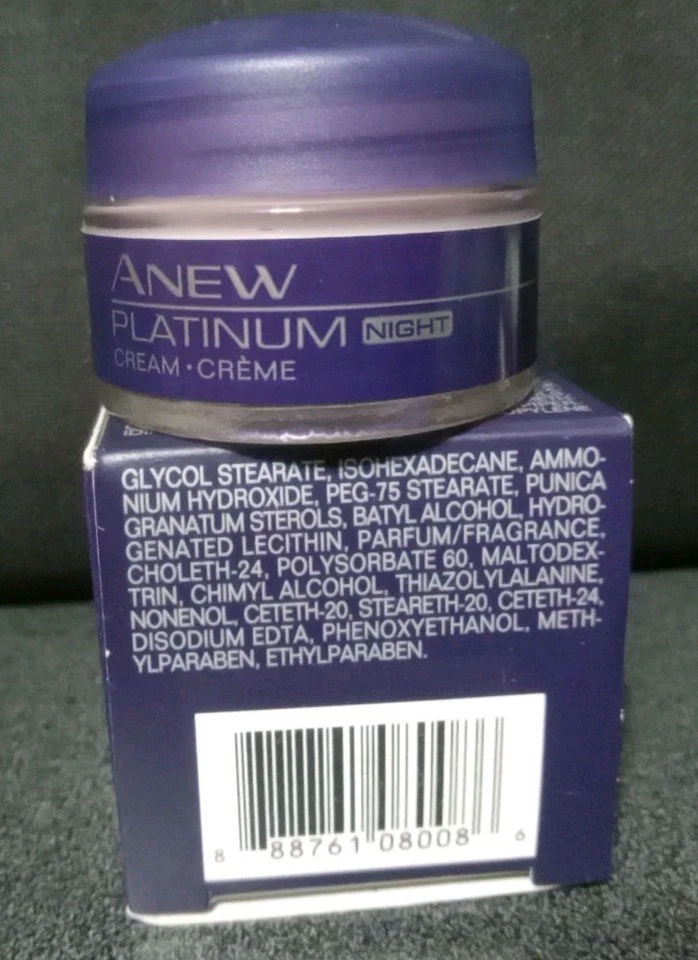 ANEW
PLATINUM NIGHT
CREAM • CRÈME
GLYCOL STEARATE, ISOHEXADECANE, AMMO-
NIUM HYDROXIDE, PEG-75 STEARATE, PUNICA
GRANATUM STEROLS, BATYL ALCOHOL, HYDRO-
GENATED LECITHIN, PARFUM/FRAGRANCE,
CHOLETH-24, POLYSORBATE 60, MALTODEX-
TRIN, CHIMYL ALCOHOL, THIAZOLYLALANINE,
NONENOL, CETETH-20, STEARETH-20, CETETH-24,
DISODIUM EDTA, PHENOXYETHANOL, METH-
YLPARABEN, ETHYLPARABEN.
8 88761 08008 6